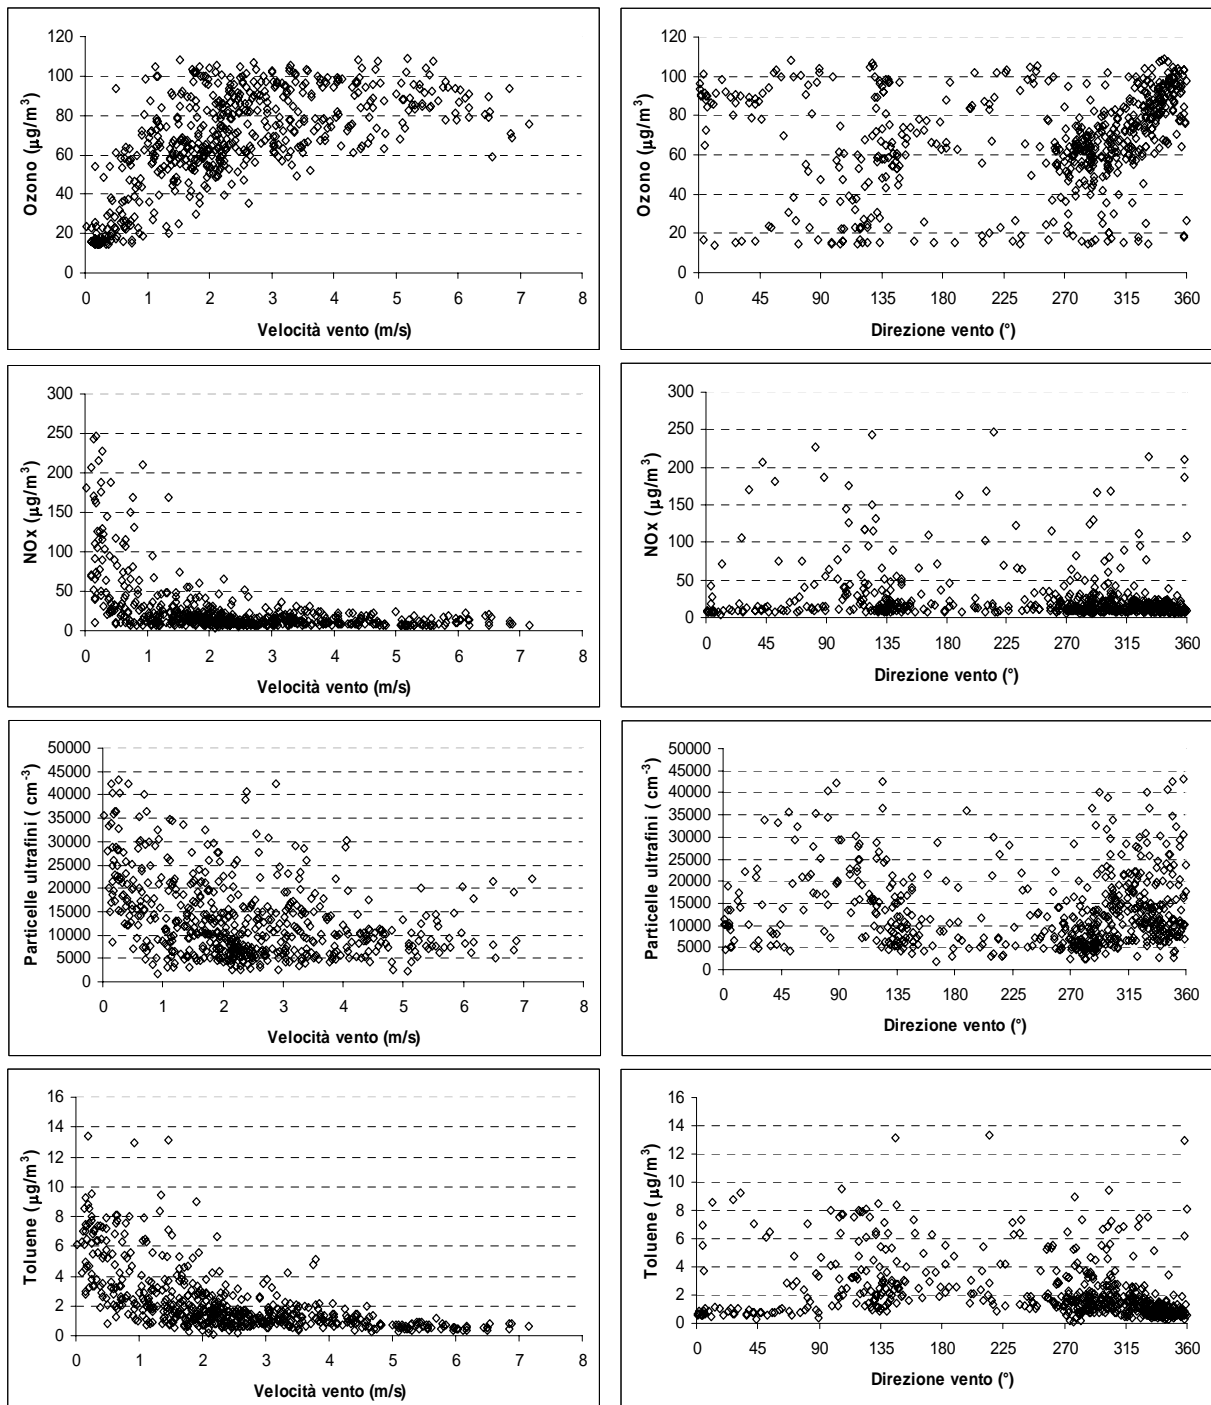 Ozono (µg/m³)
120
100
80
60
40
20
0
0 1 2 3 4 5 6 7 8
Velocità vento (m/s)
Ozono (µg/m³)
120
100
80
60
40
20
0
0 45 90 135 180 225 270 315 360
Direzione vento (°)
NOx (µg/m³)
300
250
200
150
100
50
0
0 1 2 3 4 5 6 7 8
Velocità vento (m/s)
NOx (µg/m³)
300
250
200
150
100
50
0
0 45 90 135 180 225 270 315 360
Direzione vento (°)
Particelle ultrafini ( cm⁻³)
50000
45000
40000
35000
30000
25000
20000
15000
10000
5000
0
0 1 2 3 4 5 6 7 8
Velocità vento (m/s)
Particelle ultrafini ( cm⁻³)
50000
45000
40000
35000
30000
25000
20000
15000
10000
5000
0
0 45 90 135 180 225 270 315 360
Direzione vento (°)
Toluene (µg/m³)
16
14
12
10
8
6
4
2
0
0 1 2 3 4 5 6 7 8
Velocità vento (m/s)
Toluene (µg/m³)
16
14
12
10
8
6
4
2
0
0 45 90 135 180 225 270 315 360
Direzione vento (°)